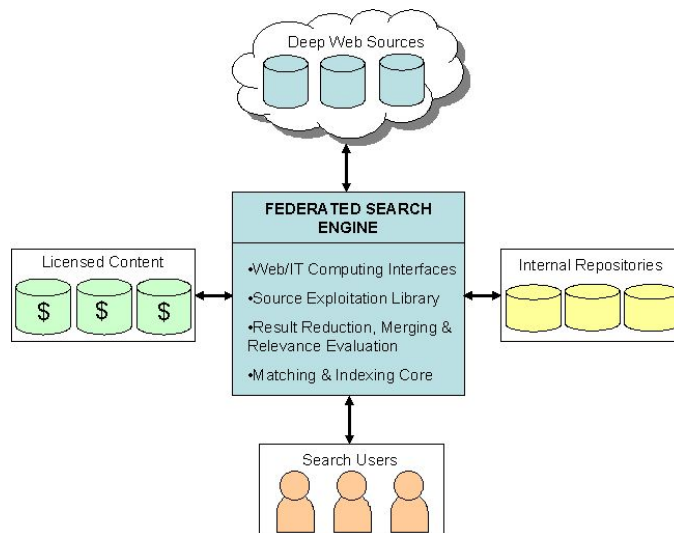 Deep Web Sources
FEDERATED SEARCH
ENGINE
•Web/IT Computing Interfaces
•Source Exploitation Library
•Result Reduction, Merging &
Relevance Evaluation
•Matching & Indexing Core
Licensed Content
$ $ $
Internal Repositories
Search Users